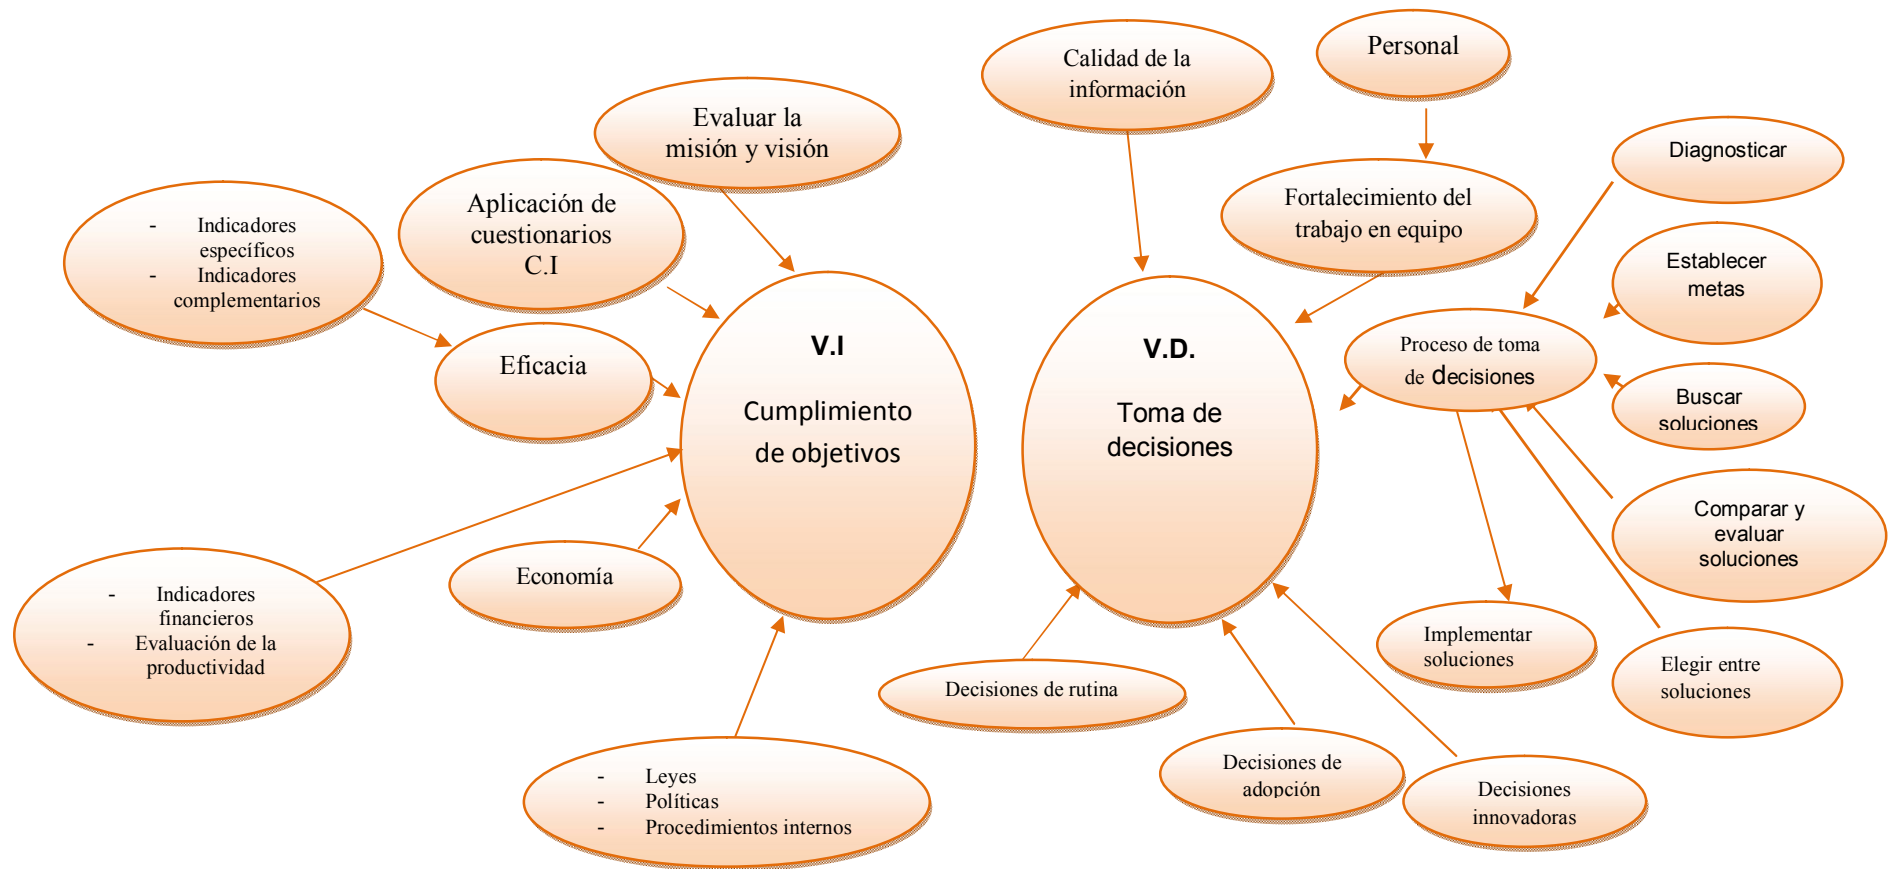 Evaluar la
misión y visión
Aplicación de
cuestionarios
C.I
- Indicadores
específicos
- Indicadores
complementarios
Eficacia
V.I
Cumplimiento
de objetivos
- Indicadores
financieros
- Evaluación de la
productividad
Economía
- Leyes
- Políticas
- Procedimientos internos
Calidad de la
información
Personal
Fortalecimiento del
trabajo en equipo
V.D.
Toma de
decisiones
Diagnosticar
Establecer
metas
Proceso de toma
de decisiones
Buscar
soluciones
Comparar y
evaluar
soluciones
Implementar
soluciones
Elegir entre
soluciones
Decisiones de rutina
Decisiones de
adopción
Decisiones
innovadoras